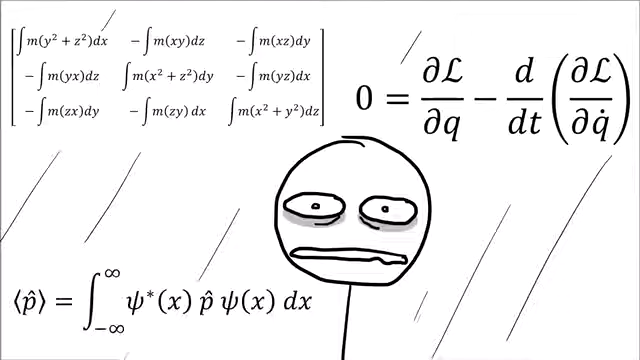 ∫m(y² + z²)dx −∫m(xy)dz −∫m(xz)dy
−∫m(yx)dz ∫m(x² + z²)dy −∫m(yz)dx
−∫m(zx)dy −∫m(zy) dx ∫m(x² + y²)dz
0 = ∂ℒ/∂q − d/dt (∂ℒ/∂q̇)
⟨p̂⟩ = ∫_{−∞}^{∞} ψ*(x) p̂ ψ(x) dx